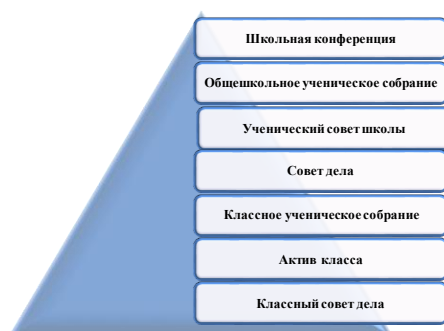 Школьная конференция
Общешкольное ученическое собрание
Ученический совет школы
Совет дела
Классное ученическое собрание
Актив класса
Классный совет дела